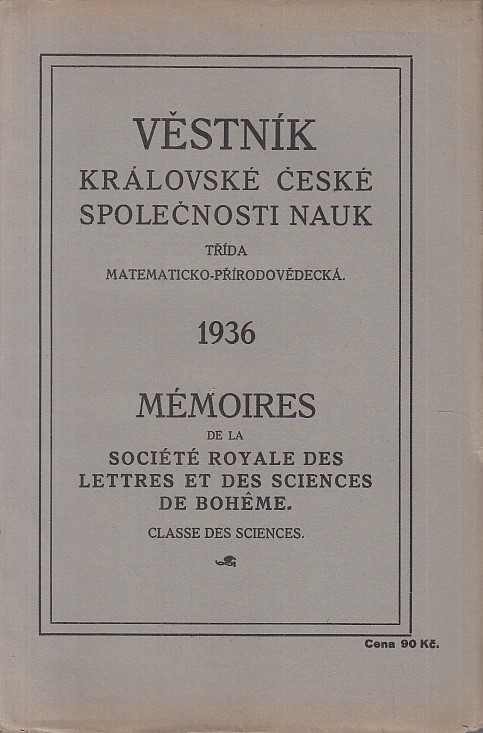 VĚSTNÍK
KRÁLOVSKÉ ČESKÉ
SPOLEČNOSTI NAUK
TŘÍDA
MATEMATICKO-PŘÍRODOVĚDECKÁ.
1936
MÉMOIRES
DE LA
SOCIÉTÉ ROYALE DES
LETTRES ET DES SCIENCES
DE BOHÊME.
CLASSE DES SCIENCES.
Cena 90 Kč.